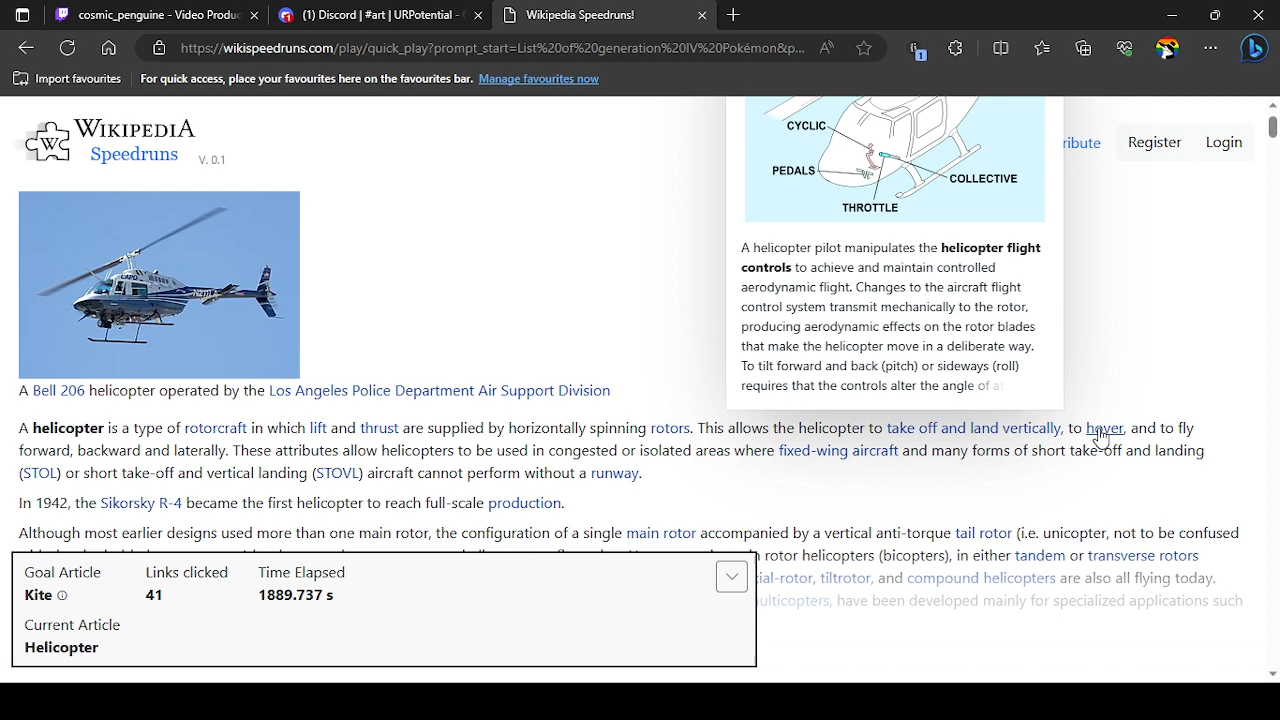 cosmic_penguine - Video Produc
(1) Discord | #art | URPotential -
Wikipedia Speedruns!
https://wikispeedruns.com/play/quick_play?prompt_start=List%20of%20generation%20IV%20Pokémon&p...
1
Import favourites
For quick access, place your favourites here on the favourites bar. Manage favourites now
WIKIPEDIA
Speedruns V. 0.1
ribute Register Login
CYCLIC
PEDALS
COLLECTIVE
THROTTLE
A helicopter pilot manipulates the helicopter flight
controls to achieve and maintain controlled
aerodynamic flight. Changes to the aircraft flight
control system transmit mechanically to the rotor,
producing aerodynamic effects on the rotor blades
that make the helicopter move in a deliberate way.
To tilt forward and back (pitch) or sideways (roll)
requires that the controls alter the angle of
A Bell 206 helicopter operated by the Los Angeles Police Department Air Support Division
A helicopter is a type of rotorcraft in which lift and thrust are supplied by horizontally spinning rotors. This allows the helicopter to take off and land vertically, to hover, and to fly
forward, backward and laterally. These attributes allow helicopters to be used in congested or isolated areas where fixed-wing aircraft and many forms of short take-off and landing
(STOL) or short take-off and vertical landing (STOVL) aircraft cannot perform without a runway.
In 1942, the Sikorsky R-4 became the first helicopter to reach full-scale production.
Although most earlier designs used more than one main rotor, the configuration of a single main rotor accompanied by a vertical anti-torque tail rotor (i.e. unicopter, not to be confused
rotor helicopters (bicopters), in either tandem or transverse rotors
ial-rotor, tiltrotor, and compound helicopters are also all flying today.
ulticopters, have been developed mainly for specialized applications such
Goal Article
Kite
Links clicked
41
Time Elapsed
1889.737 s
Current Article
Helicopter